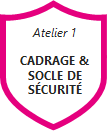 Atelier 1
CADRAGE &
SOCLE DE
SÉCURITÉ